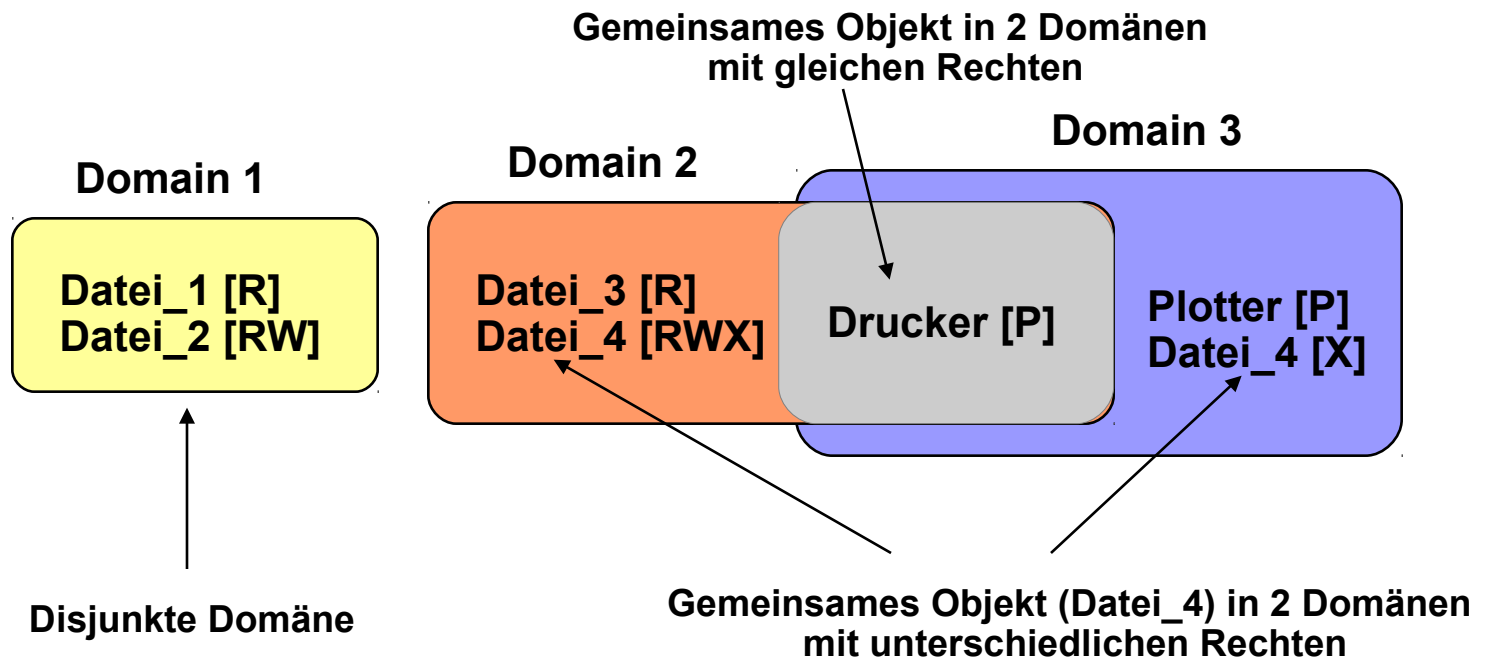 Gemeinsames Objekt in 2 Domänen
mit gleichen Rechten
Domain 1
Domain 2
Domain 3
Datei_1 [R]
Datei_2 [RW]
Datei_3 [R]
Datei_4 [RWX]
Drucker [P]
Plotter [P]
Datei_4 [X]
Disjunkte Domäne
Gemeinsames Objekt (Datei_4) in 2 Domänen
mit unterschiedlichen Rechten